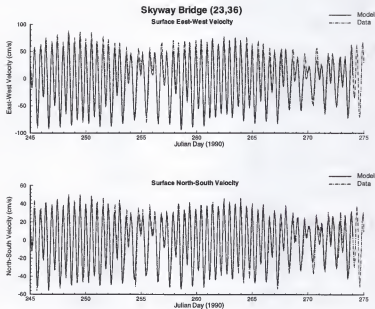 Skyway Bridge (23,36)
Surface East-West Velocity
Model
Data
East-West Velocity (cm/s)
100
50
0
-50
-100
245 250 255 260 265 270 275
Julian Day (1990)
Surface North-South Velocity
Model
Data
North-South Velocity (cm/s)
60
40
20
0
-20
-40
-60
245 250 255 260 265 270 275
Julian Day (1990)